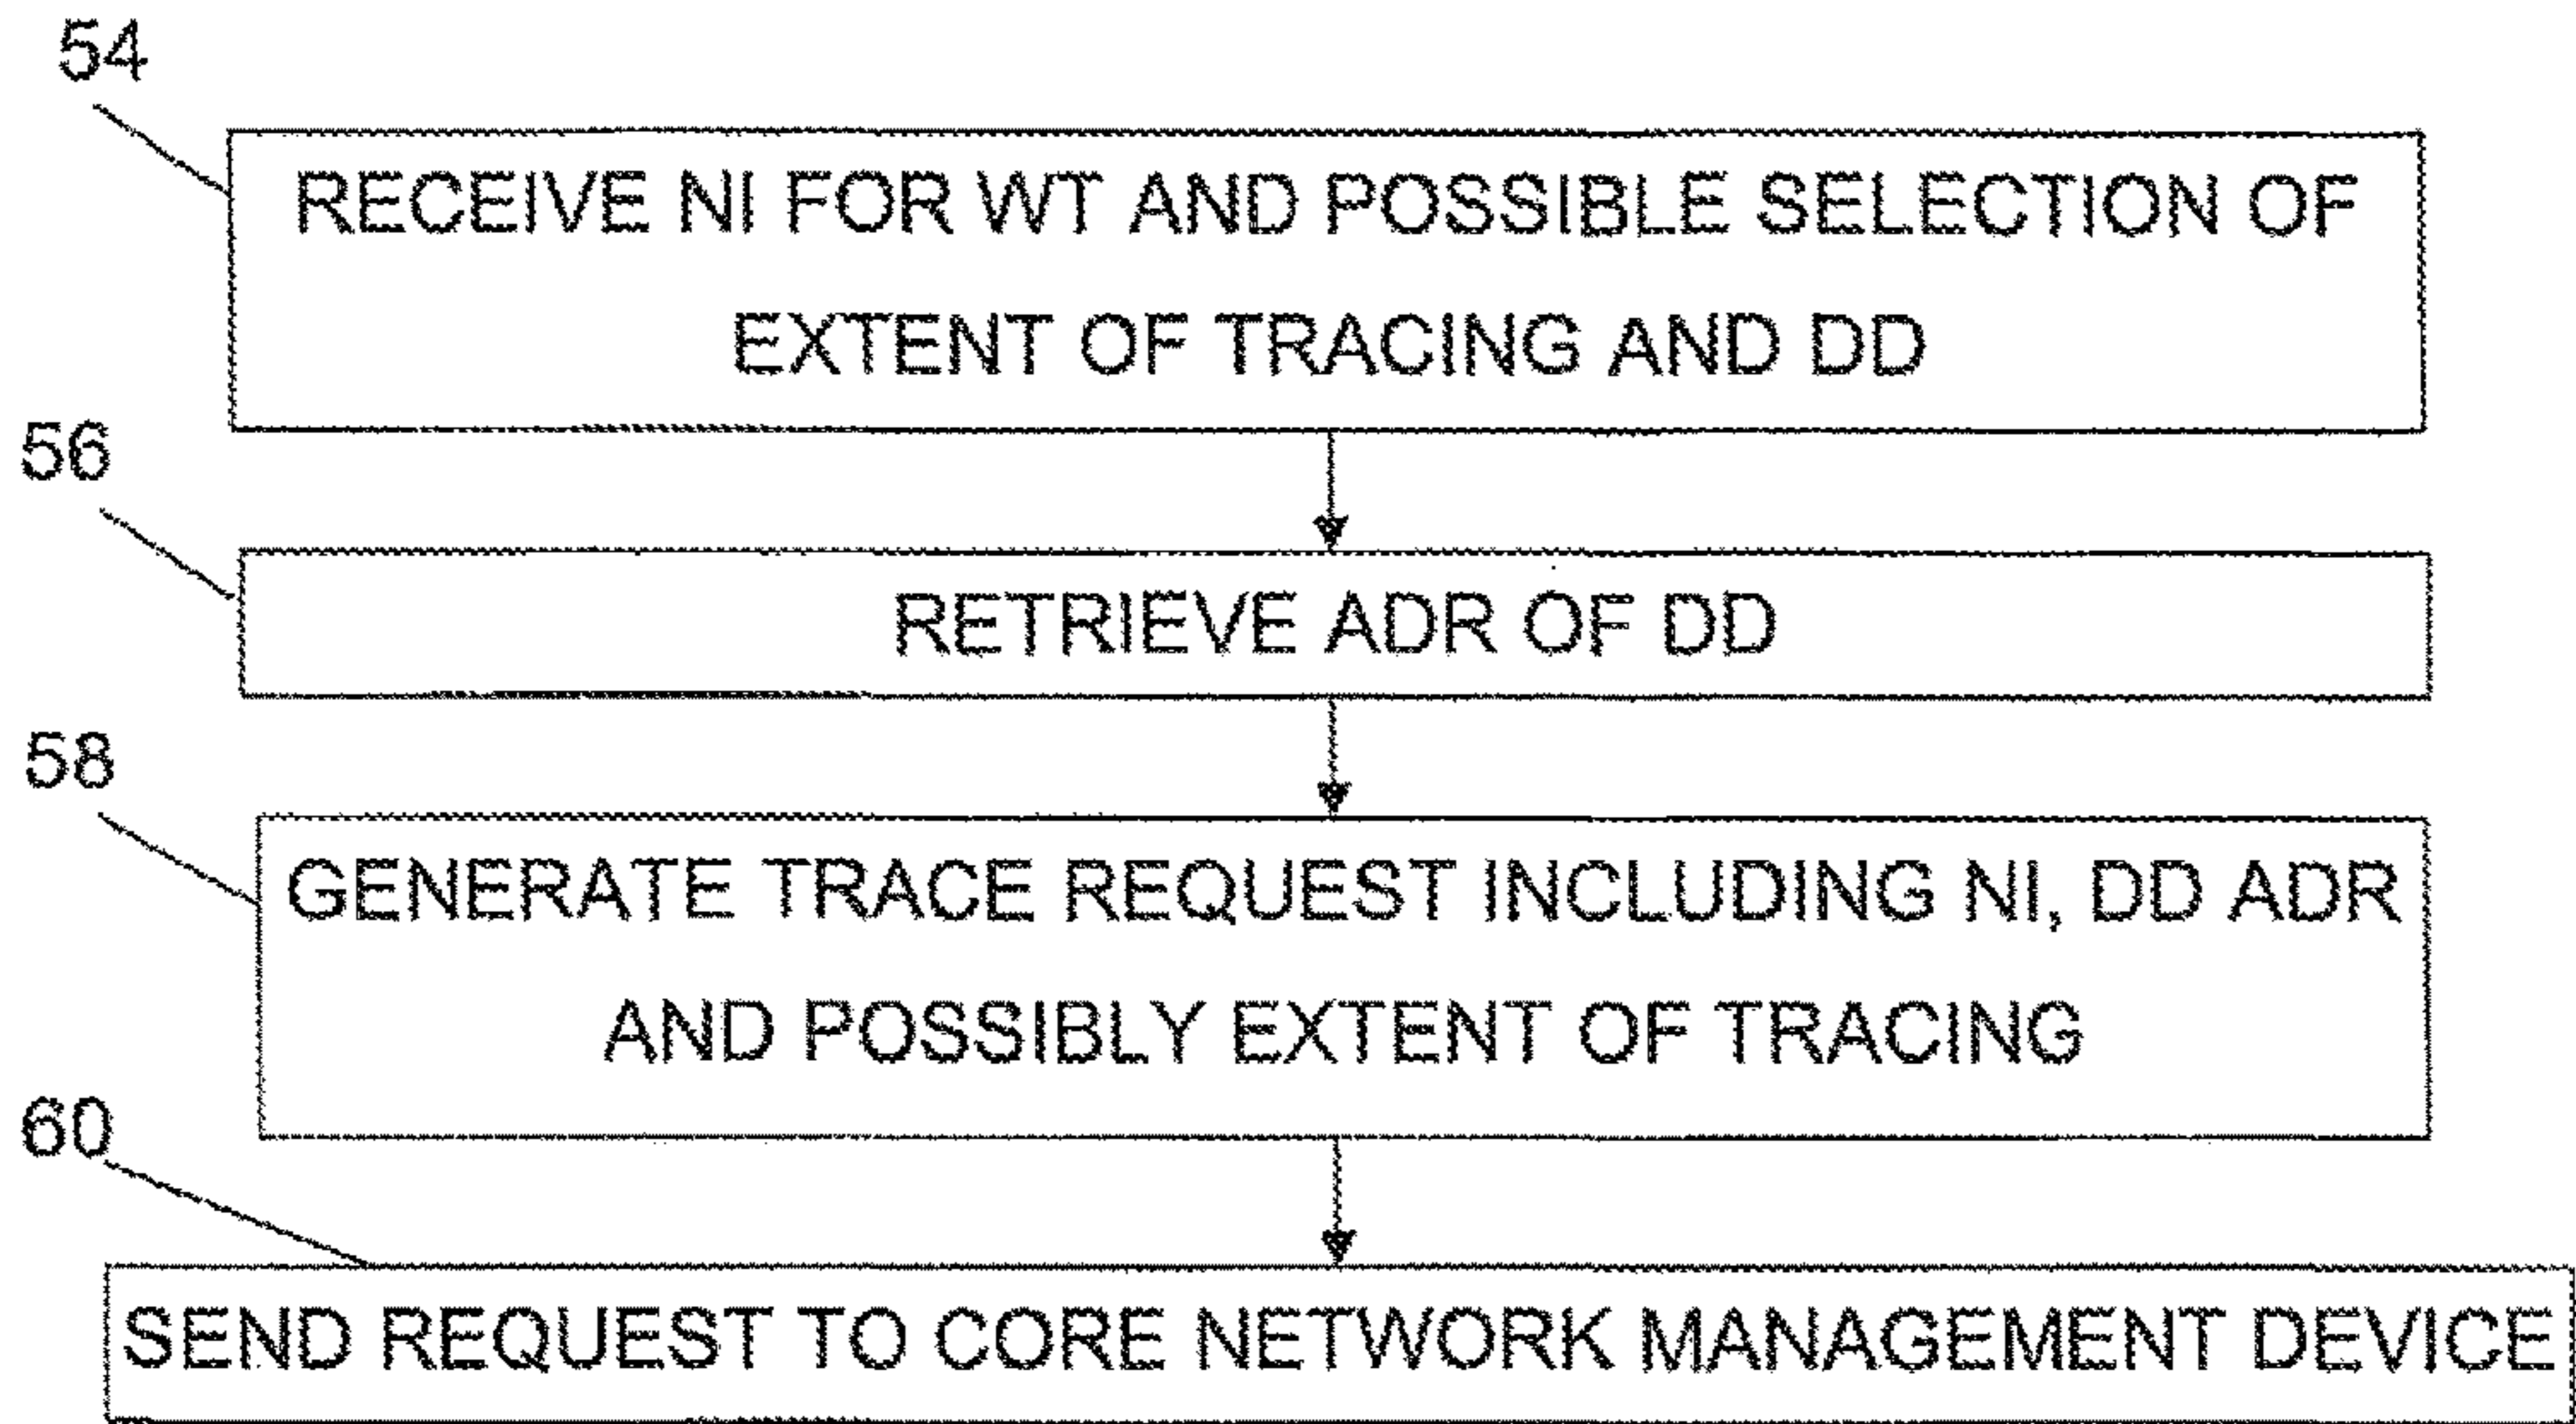 54
RECEIVE NI FOR WT AND POSSIBLE SELECTION OF
EXTENT OF TRACING AND DD
56
RETRIEVE ADR OF DD
58
GENERATE TRACE REQUEST INCLUDING NI, DD ADR
AND POSSIBLY EXTENT OF TRACING
60
SEND REQUEST TO CORE NETWORK MANAGEMENT DEVICE